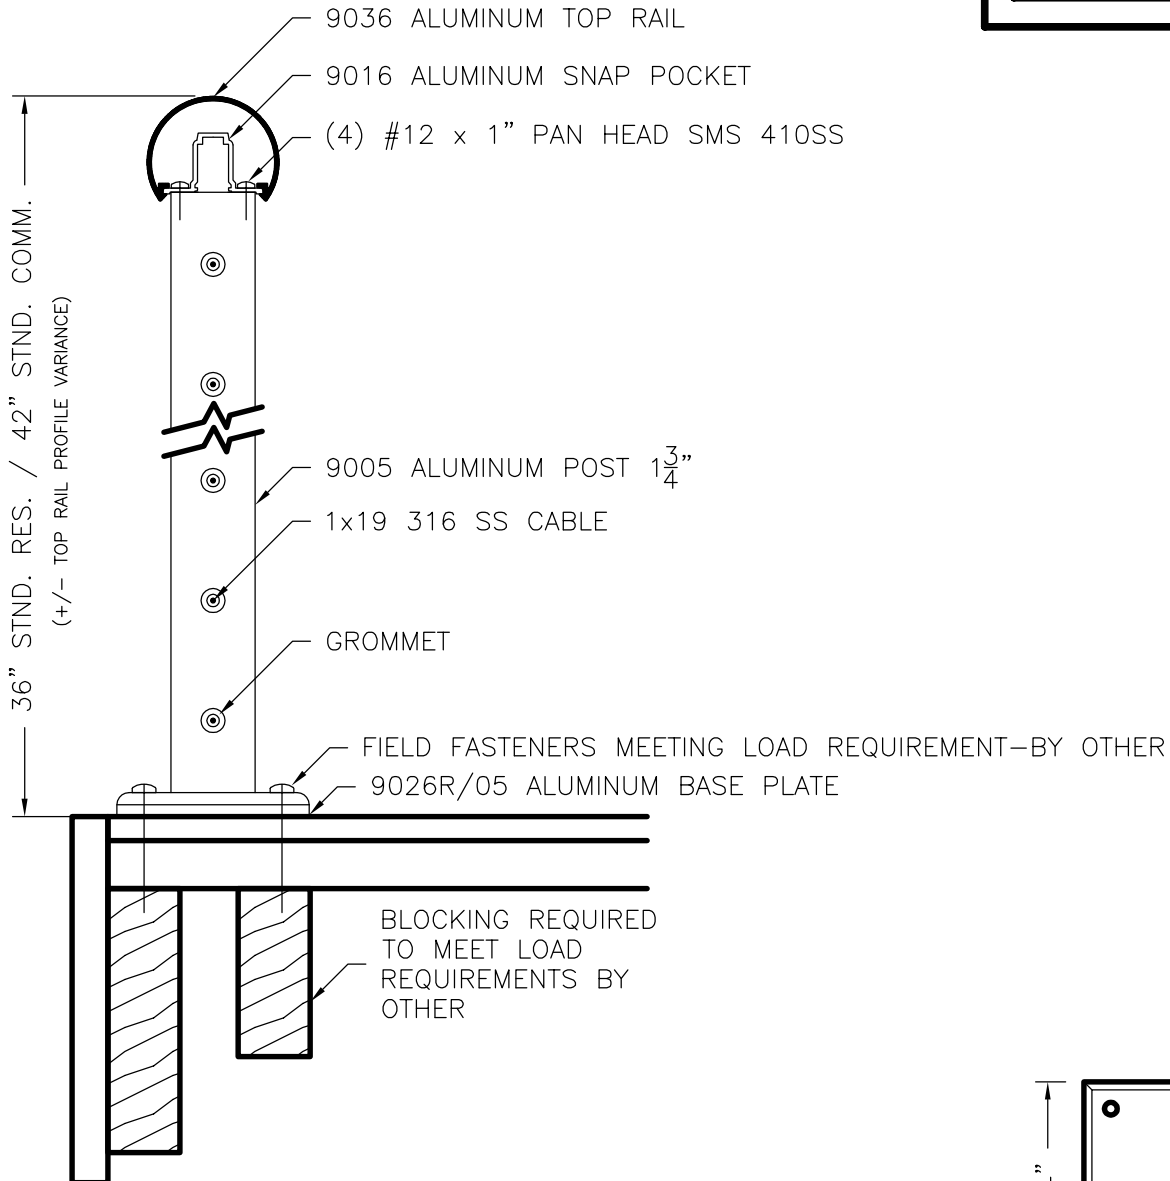 9036 ALUMINUM TOP RAIL
9016 ALUMINUM SNAP POCKET
(4) #12 x 1” PAN HEAD SMS 410SS
36” STND. RES. / 42” STND. COMM.
(+/- TOP RAIL PROFILE VARIANCE)
9005 ALUMINUM POST 1 3/4”
1x19 316 SS CABLE
GROMMET
FIELD FASTENERS MEETING LOAD REQUIREMENT-BY OTHER
9026R/05 ALUMINUM BASE PLATE
BLOCKING REQUIRED
TO MEET LOAD
REQUIREMENTS BY
OTHER